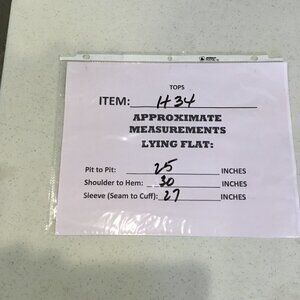 TOPS
ITEM: H34
APPROXIMATE
MEASUREMENTS
LYING FLAT:
Pit to Pit: 25 INCHES
Shoulder to Hem: 30 INCHES
Sleeve (Seam to Cuff): 27 INCHES